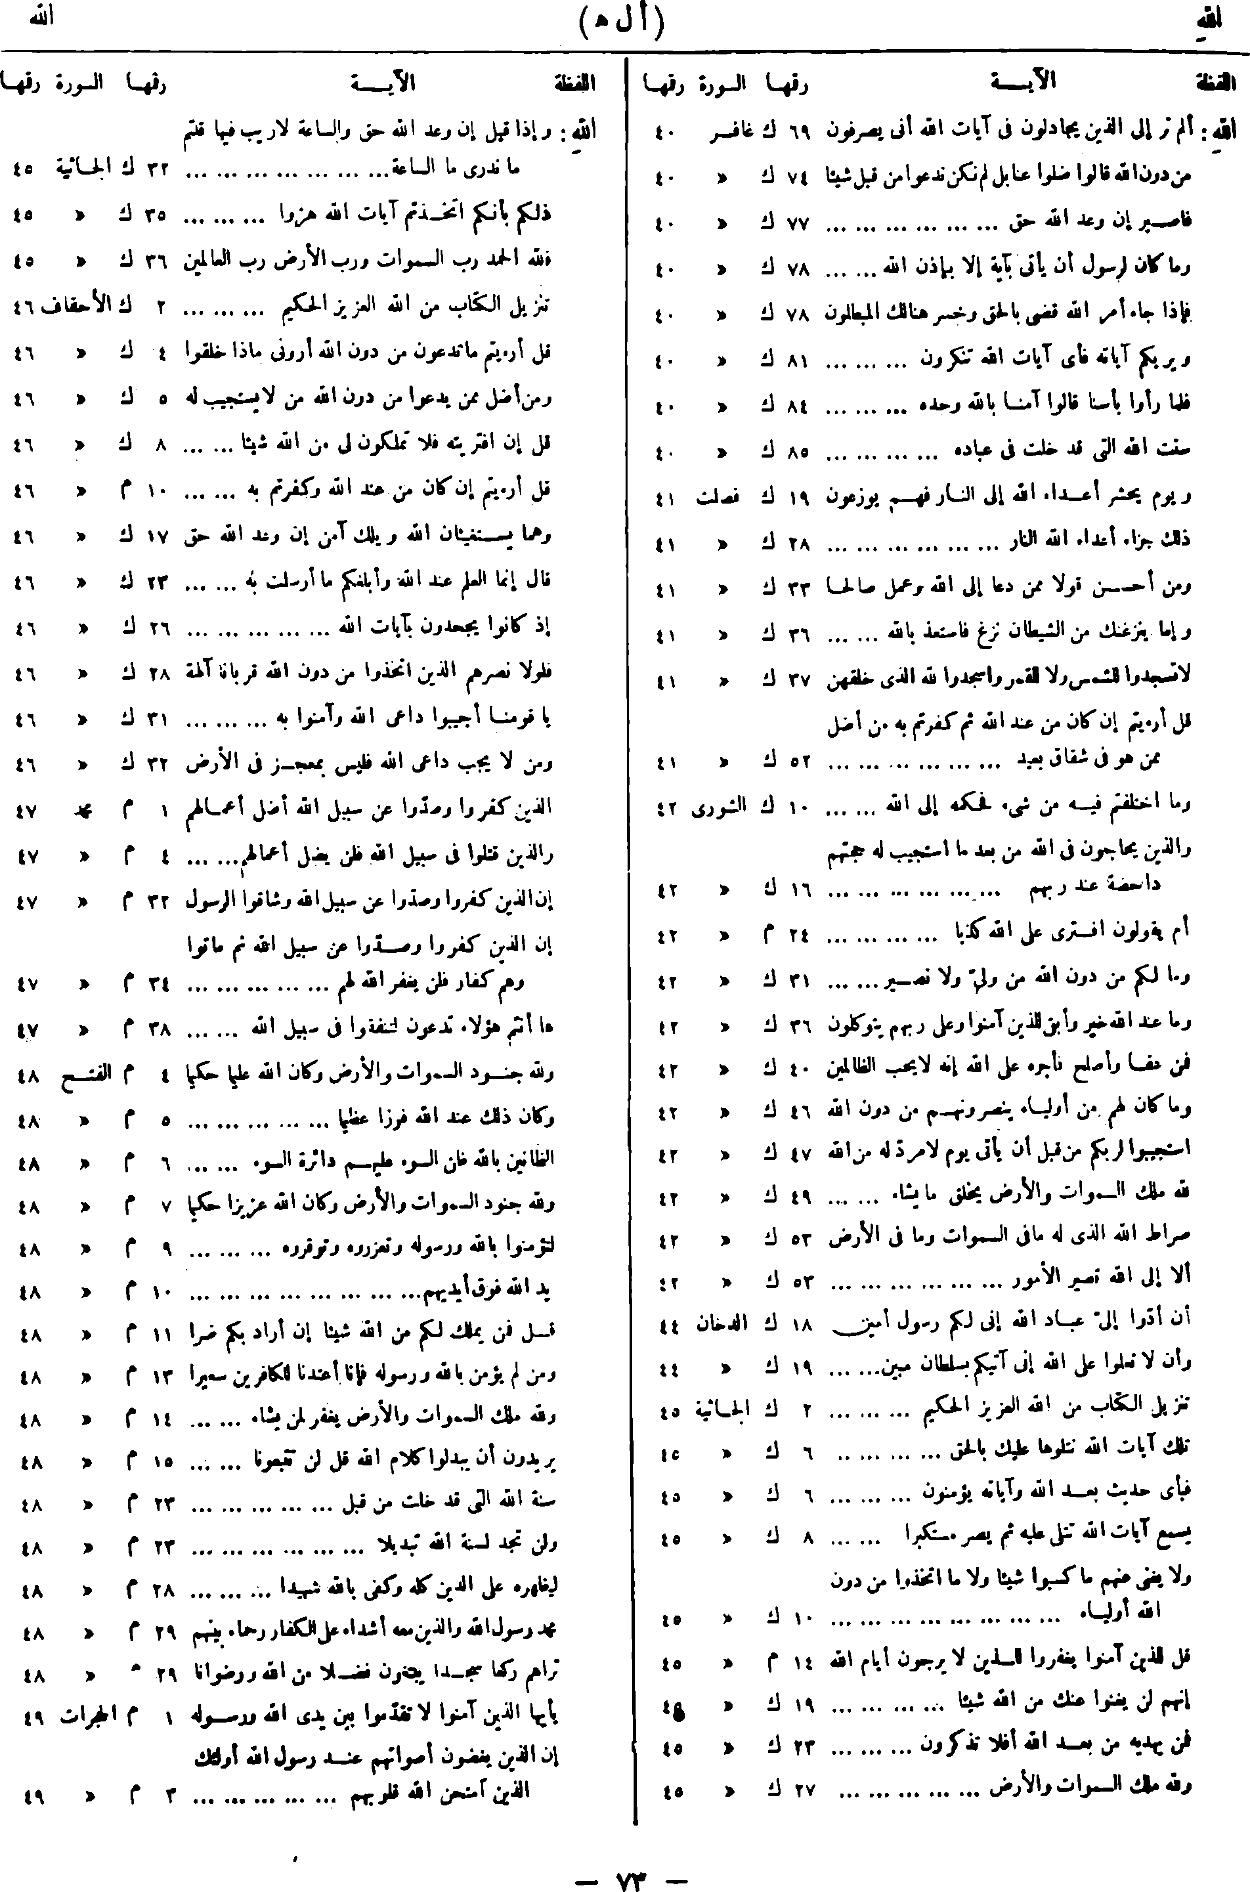 اللهِ (أ ل ه) الله
اللفظة الآيـــة رقمها السورة رقمها
اللهِ : ألم تر إلى الذين يجادلون فى آيات الله أنى يصرفون ٦٩ ك غافر ٤٠
من دون الله قالوا ضلوا عنا بل لم نكن ندعوا من قبل شيئا ٧٤ ك « ٤٠
فاصبر إن وعد الله حق ... ... ... ... ... ... ٧٧ ك « ٤٠
وما كان لرسول أن يأتى بآية إلا بإذن الله ... ... ٧٨ ك « ٤٠
فإذا جاء أمر الله قضى بالحق وخسر هنالك المبطلون ٧٨ ك « ٤٠
ويريكم آياته فأى آيات الله تنكرون ... ... ... ٨١ ك « ٤٠
فلما رأوا بأسنا قالوا آمنا بالله وحده ... ... ... ٨٤ ك « ٤٠
سنت الله التى قد خلت فى عباده ... ... ... ... ٨٥ ك « ٤٠
ويوم يحشر أعداء الله إلى النار فهم يوزعون ١٩ ك فصلت ٤١
ذلك جزاء أعداء الله النار ... ... ... ... ... ... ٢٨ ك « ٤١
ومن أحسن قولا ممن دعا إلى الله وعمل صالحا ٣٣ ك « ٤١
وإما ينزغنك من الشيطان نزغ فاستعذ بالله ... ... ٣٦ ك « ٤١
لا تسجدوا للشمس ولا للقمر واسجدوا لله الذى خلقهن ٣٧ ك « ٤١
قل أرءيتم إن كان من عند الله ثم كفرتم به من أضل
ممن هو فى شقاق بعيد ... ... ... ... ... ... ٥٢ ك « ٤١
وما اختلفتم فيه من شىء فحكمه إلى الله ... ... ١٠ ك الشورى ٤٢
والذين يحاجون فى الله من بعد ما استجيب له حجتهم
داحضة عند ربهم ... ... ... ... ... ... ١٦ ك « ٤٢
أم يقولون افترى على الله كذبا ... ... ... ... ٢٤ م « ٤٢
وما لكم من دون الله من ولىّ ولا نصير ... ... ٣١ ك « ٤٢
وما عند الله خير وأبقى للذين آمنوا وعلى ربهم يتوكلون ٣٦ ك « ٤٢
فمن عفا وأصلح فأجره على الله إنه لا يحب الظالمين ٤٠ ك « ٤٢
وما كان لهم من أولياء ينصرونهم من دون الله ٤٦ ك « ٤٢
استجيبوا لربكم من قبل أن يأتى يوم لا مردّ له من الله ٤٧ ك « ٤٢
لله ملك السموات والأرض يخلق ما يشاء ... ... ٤٩ ك « ٤٢
صراط الله الذى له ما فى السموات وما فى الأرض ٥٣ ك « ٤٢
ألا إلى الله تصير الأمور ... ... ... ... ... ... ٥٣ ك « ٤٢
أن أدّوا إلىّ عباد الله إنى لكم رسول أمين ١٨ ك الدخان ٤٤
وأن لا تعلوا على الله إنى آتيكم بسلطان مبين ... ... ١٩ ك « ٤٤
تنزيل الكتاب من الله العزيز الحكيم ... ... ... ٢ ك الجاثية ٤٥
تلك آيات الله نتلوها عليك بالحق ... ... ... .. ٦ ك « ٤٥
فبأى حديث بعد الله وآياته يؤمنون ... ... ... ٦ ك « ٤٥
يسمع آيات الله تتلى عليه ثم يصر مستكبرا ... ... ٨ ك « ٤٥
ولا يغنى عنهم ما كسبوا شيئا ولا ما اتخذوا من دون
الله أولياء ... ... ... ... ... ... ... ... ١٠ ك « ٤٥
قل للذين آمنوا يغفروا للذين لا يرجون أيام الله ١٤ م « ٤٥
إنهم لن يغنوا عنك من الله شيئا ... ... ... ... ١٩ ك « ٤٥
فمن يهديه من بعد الله أفلا تذكرون ... ... ... ٢٣ ك « ٤٥
ولله ملك السموات والأرض ... ... ... ... ... ٢٧ ك « ٤٥
اللفظة الآيـــة رقمها السورة رقمها
اللهِ : وإذا قيل إن وعد الله حق والساعة لا ريب فيها قلتم
ما ندرى ما الساعة ... ... ... ... ... ... ... ٣٢ ك الجاثية ٤٥
ذلكم بأنكم اتخذتم آيات الله هزوا ... ... ... ٣٥ ك « ٤٥
فلله الحمد رب السموات ورب الأرض رب العالمين ٣٦ ك « ٤٥
تنزيل الكتاب من الله العزيز الحكيم ... ... ... ٢ ك الأحقاف ٤٦
قل أرءيتم ما تدعون من دون الله أرونى ماذا خلقوا ٤ ك « ٤٦
ومن أضل ممن يدعوا من دون الله من لا يستجيب له ٥ ك « ٤٦
قل إن افتريته فلا تملكون لى من الله شيئا ... ... ٨ ك « ٤٦
قل أرءيتم إن كان من عند الله وكفرتم به ... ... ١٠ م « ٤٦
وهما يستغيثان الله ويلك آمن إن وعد الله حق ١٧ ك « ٤٦
قال إنما العلم عند الله وأبلغكم ما أرسلت به ... ... ٢٣ ك « ٤٦
إذ كانوا يجحدون بآيات الله ... ... ... ... ... ٢٦ ك « ٤٦
فلولا نصرهم الذين اتخذوا من دون الله قربانا آلهة ٢٨ ك « ٤٦
يا قومنا أجيبوا داعى الله وآمنوا به ... ... ... ٣١ ك « ٤٦
ومن لا يجب داعى الله فليس بمعجز فى الأرض ٣٢ ك « ٤٦
الذين كفروا وصدّوا عن سبيل الله أضل أعمالهم ١ م محمد ٤٧
والذين قتلوا فى سبيل الله فلن يضل أعمالهم ... ... ٤ م « ٤٧
إن الذين كفروا وصدّوا عن سبيل الله وشاقوا الرسول ٣٢ م « ٤٧
إن الذين كفروا وصدّوا عن سبيل الله ثم ماتوا
وهم كفار فلن يغفر الله لهم ... ... ... ... ... ٣٤ م « ٤٧
ها أنتم هؤلاء تدعون لتنفقوا فى سبيل الله ... ... ٣٨ م « ٤٧
ولله جنود السموات والأرض وكان الله عليما حكيما ٤ م الفتح ٤٨
وكان ذلك عند الله فوزا عظيما ... ... ... ... ... ٥ م « ٤٨
الظانين بالله ظن السوء عليهم دائرة السوء ... ... ٦ م « ٤٨
ولله جنود السموات والأرض وكان الله عزيزا حكيما ٧ م « ٤٨
لتؤمنوا بالله ورسوله وتعزروه وتوقروه ... ... ... ٩ م « ٤٨
يد الله فوق أيديهم ... ... ... ... ... ... ... ... ١٠ م « ٤٨
قل فمن يملك لكم من الله شيئا إن أراد بكم ضرا ١١ م « ٤٨
ومن لم يؤمن بالله ورسوله فإنا أعتدنا للكافرين سعيرا ١٣ م « ٤٨
ولله ملك السموات والأرض يغفر لمن يشاء ... ... ١٤ م « ٤٨
يريدون أن يبدلوا كلام الله قل لن تتبعونا ... ... ١٥ م « ٤٨
سنة الله التى قد خلت من قبل ... ... ... ... ... ٢٣ م « ٤٨
ولن تجد لسنة الله تبديلا ... ... ... ... ... ... ٢٣ م « ٤٨
ليظهره على الدين كله وكفى بالله شهيدا ... ... ... ٢٨ م « ٤٨
محمد رسول الله والذين معه أشداء على الكفار رحماء بينهم ٢٩ م « ٤٨
تراهم ركعا سجدا يبتغون فضلا من الله ورضوانا ٢٩ م « ٤٨
يأيها الذين آمنوا لا تقدّموا بين يدى الله ورسوله ١ م الحجرات ٤٩
إن الذين يغضون أصواتهم عند رسول الله أولئك
الذين امتحن الله قلوبهم ... ... ... ... ... ٣ م « ٤٩
— ٧٣ —